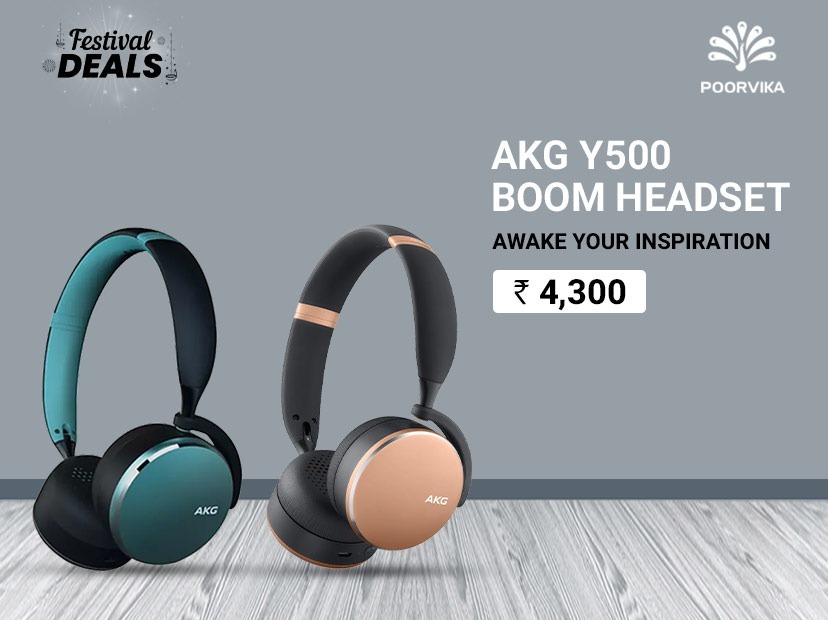 Festival
DEALS
POORVIKA
AKG Y500
BOOM HEADSET
AWAKE YOUR INSPIRATION
₹ 4,300
AKG
AKG